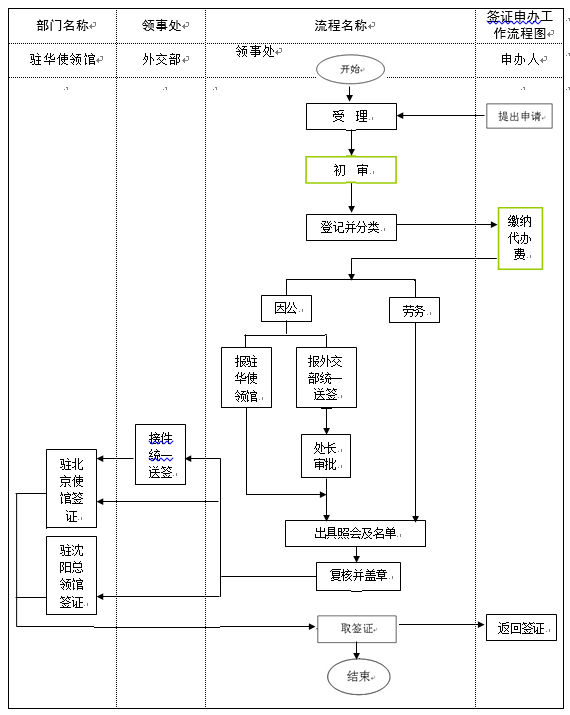 部门名称
领事处
流程名称
签证申办工
作流程图
驻华使领馆
外交部
领事处
申办人
开始
受 理
提出申请
初 审
登记并分类
缴纳
代办
费
因公
劳务
报驻
华使
领馆
报外交
部统一
送签
接件
统一
送签
处长
审批
驻北
京使
馆签
证
出具照会及名单
驻沈
阳总
领馆
签证
复核并盖章
取签证
返回签证
结束